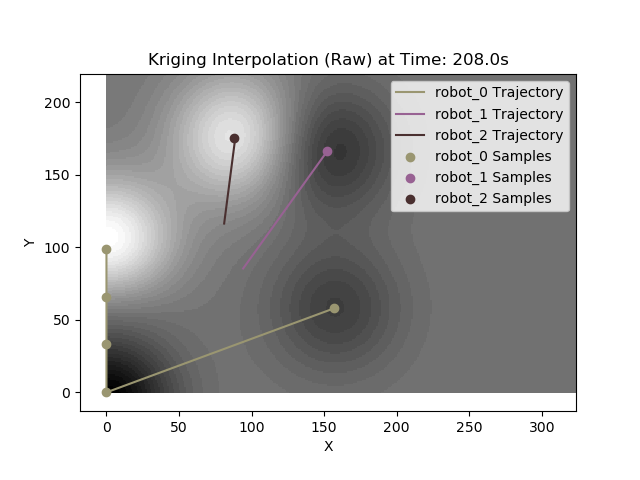 Kriging Interpolation (Raw) at Time: 208.0s
robot_0 Trajectory
robot_1 Trajectory
robot_2 Trajectory
robot_0 Samples
robot_1 Samples
robot_2 Samples
200
150
100
50
0
Y
0 50 100 150 200 250 300
X